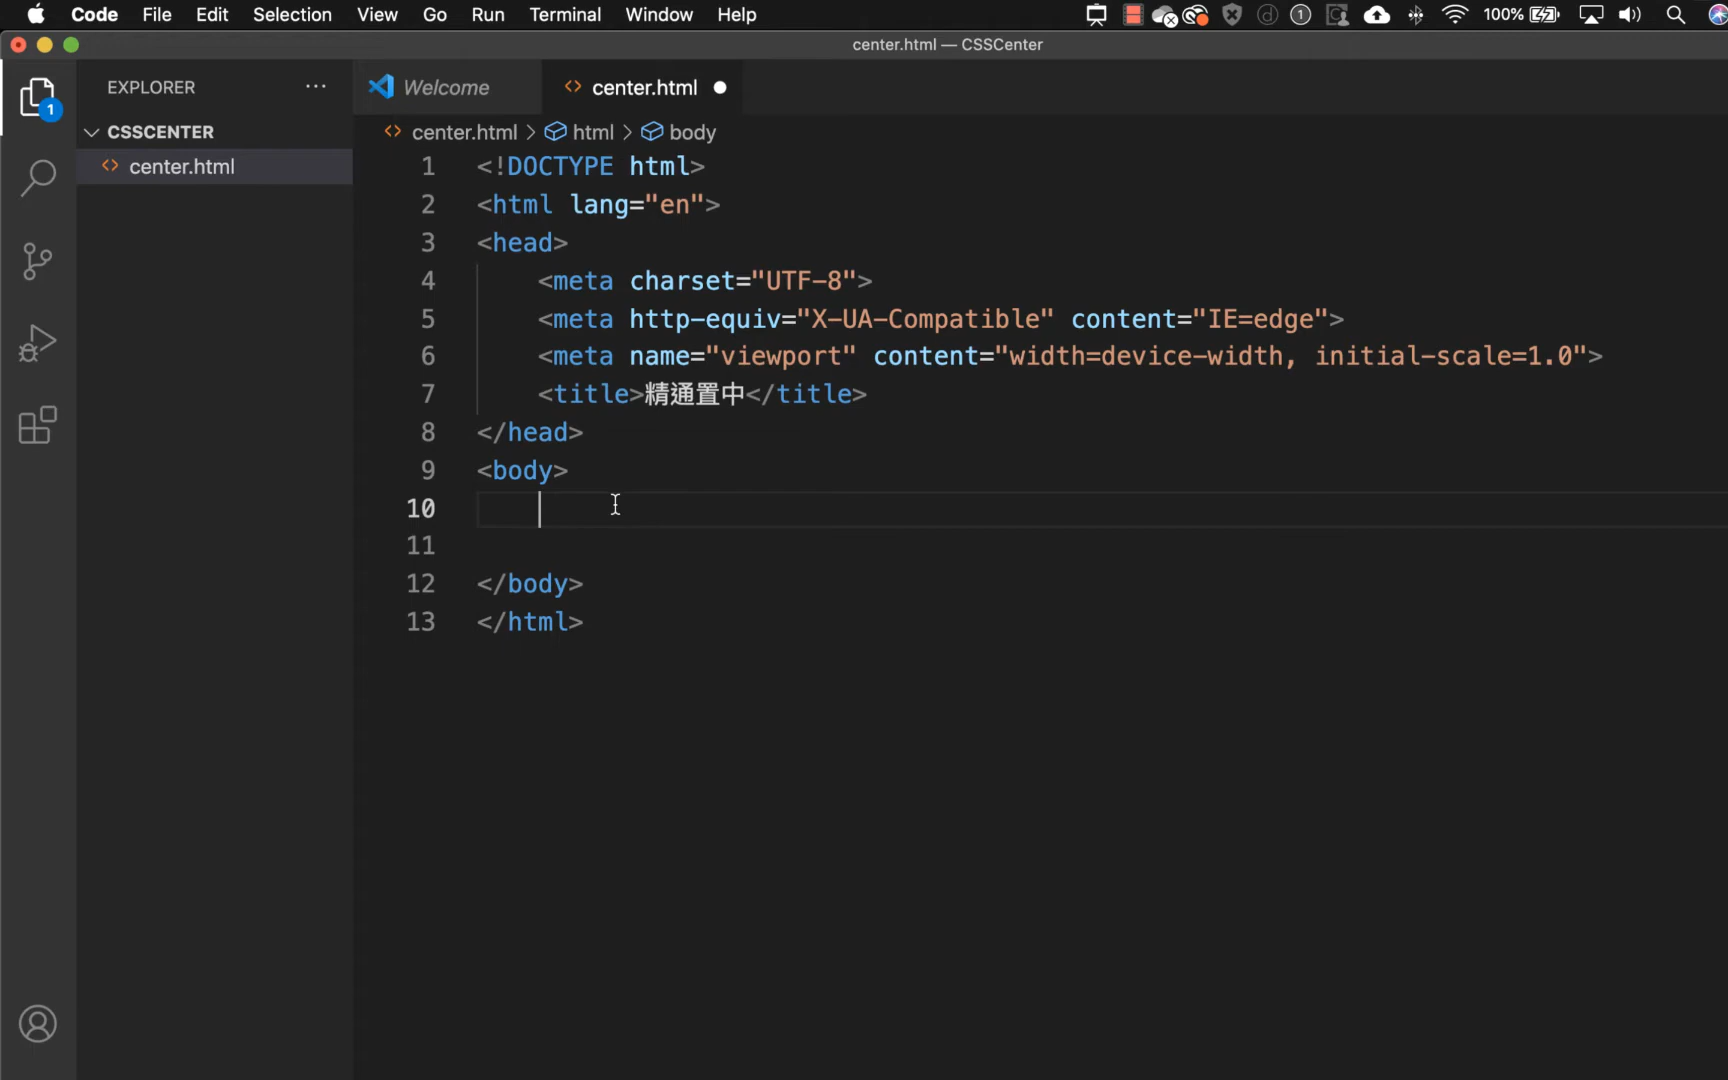 Code File Edit Selection View Go Run Terminal Window Help 1 100%
center.html — CSSCenter
EXPLORER ··· Welcome center.html
1
CSSCENTER center.html > html > body
center.html
1 <!DOCTYPE html>
2 <html lang="en">
3 <head>
4 <meta charset="UTF-8">
5 <meta http-equiv="X-UA-Compatible" content="IE=edge">
6 <meta name="viewport" content="width=device-width, initial-scale=1.0">
7 <title>精通置中</title>
8 </head>
9 <body>
10
11
12 </body>
13 </html>